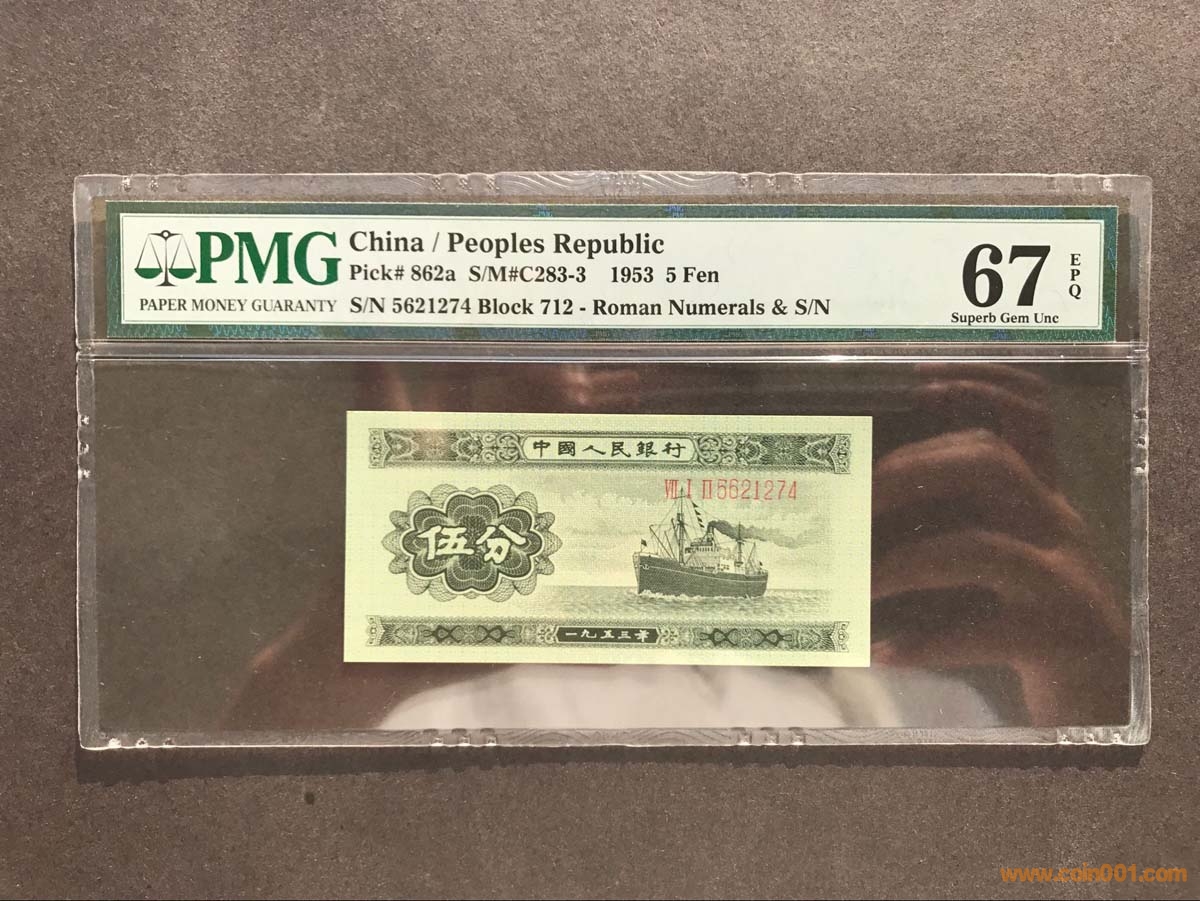 PMG
PAPER MONEY GUARANTY
China / Peoples Republic
Pick# 862a S/M#C283-3 1953 5 Fen
S/N 5621274 Block 712 - Roman Numerals & S/N
67
EPQ
Superb Gem Unc
中國人民銀行
VII I II 5621274
伍分
一九五三年
www.coin001.com